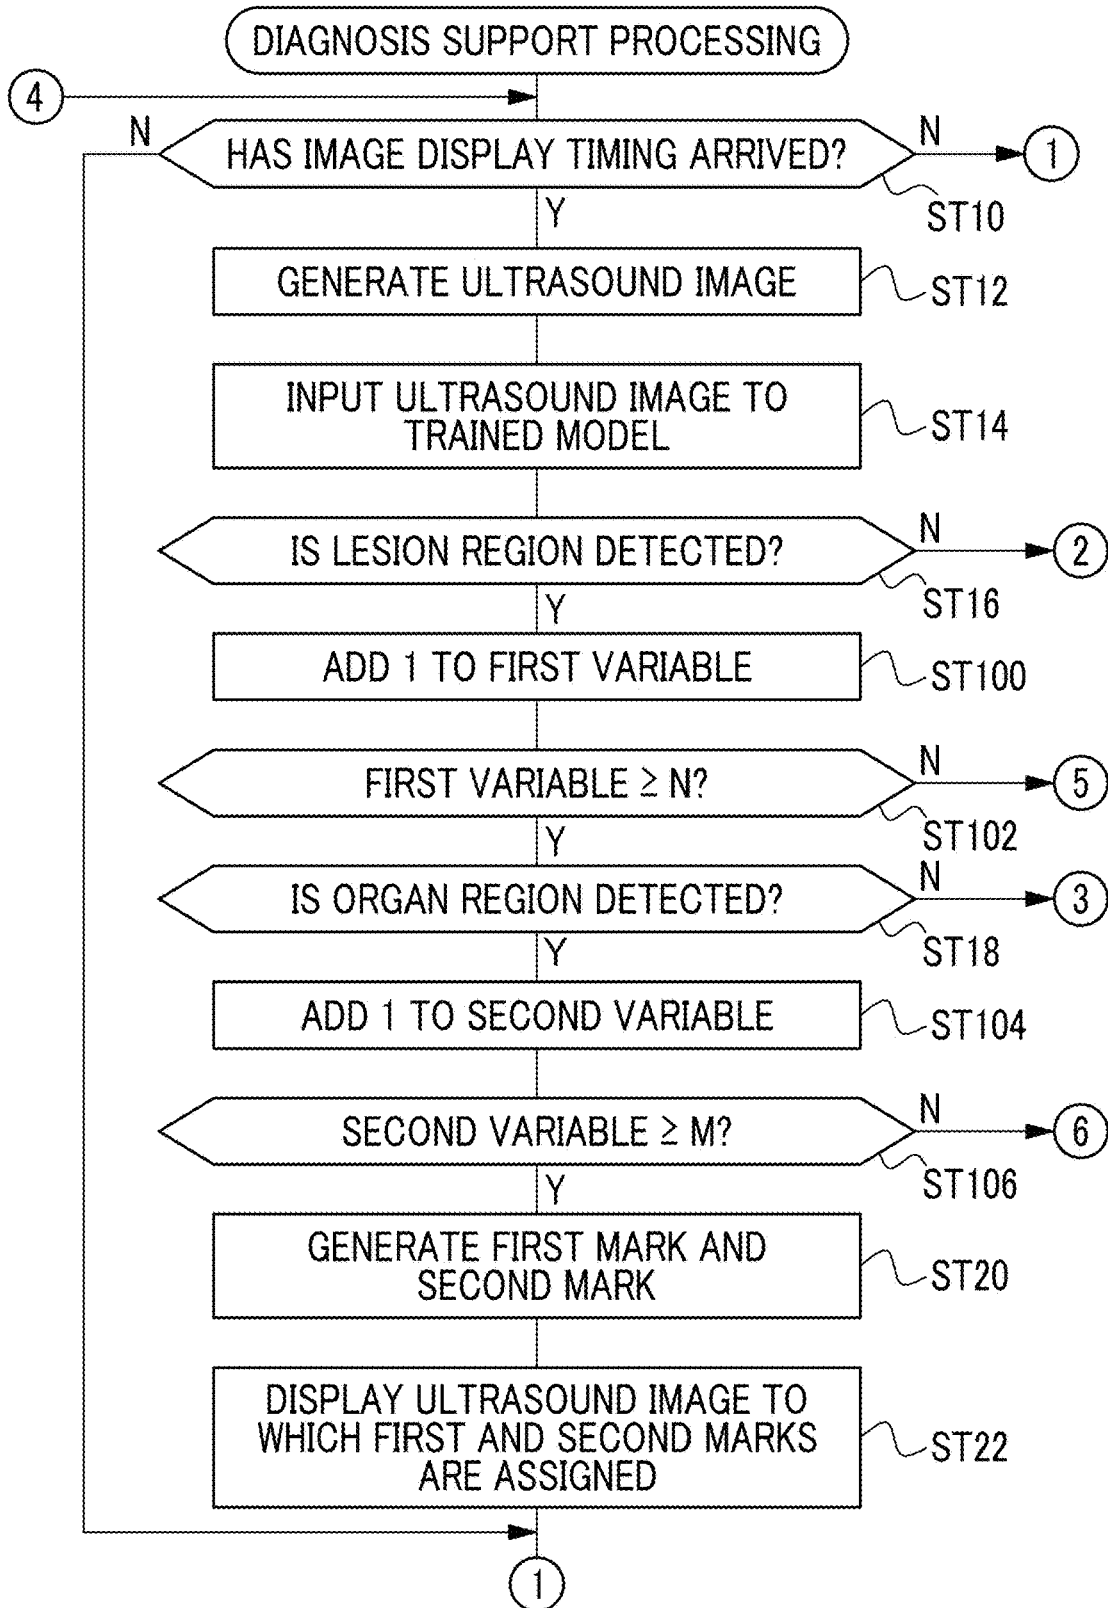 DIAGNOSIS SUPPORT PROCESSING
4
N
HAS IMAGE DISPLAY TIMING ARRIVED?
N
1
ST10
Y
GENERATE ULTRASOUND IMAGE
ST12
INPUT ULTRASOUND IMAGE TO
TRAINED MODEL
ST14
IS LESION REGION DETECTED?
N
2
ST16
Y
ADD 1 TO FIRST VARIABLE
ST100
FIRST VARIABLE ≥ N?
N
5
ST102
Y
IS ORGAN REGION DETECTED?
N
3
ST18
Y
ADD 1 TO SECOND VARIABLE
ST104
SECOND VARIABLE ≥ M?
N
6
ST106
Y
GENERATE FIRST MARK AND
SECOND MARK
ST20
DISPLAY ULTRASOUND IMAGE TO
WHICH FIRST AND SECOND MARKS
ARE ASSIGNED
ST22
1